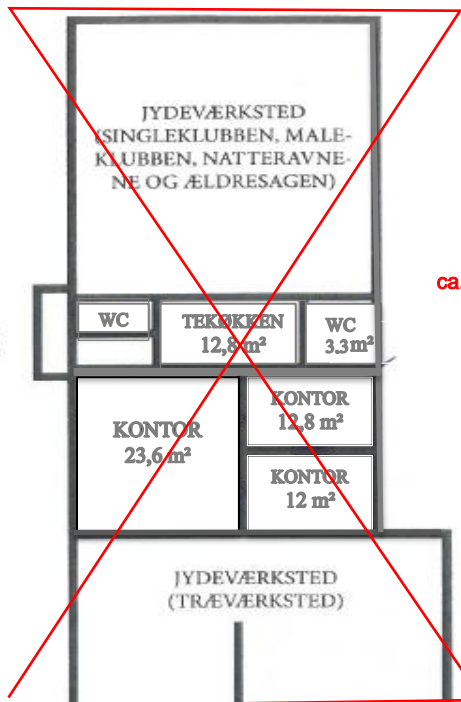 JYDEVÆRKSTED
(SINGLEKLUBBEN, MALE-
KLUBBEN, NATTERAVNE-
NE OG ÆLDRESAGEN)
ca.
WC
TEKØKKEN
12,8 m²
WC
3.3 m²
KONTOR
23,6 m²
KONTOR
12,8 m²
KONTOR
12 m²
JYDEVÆRKSTED
(TRÆVÆRKSTED)